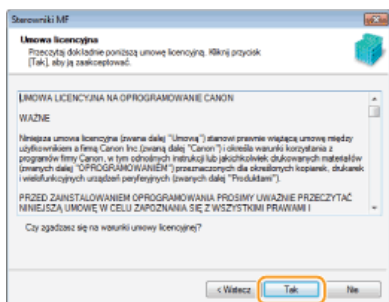 Sterowniki MF
Umowa licencyjna
Przeczytaj dokładnie poniższą umowę licencyjną. Kliknij przycisk
[Tak], aby ją zaakceptować.
UMOWA LICENCYJNA NA OPROGRAMOWANIE CANON
WAŻNE
Niniejsza umowa licencyjna (zwana dalej "Umową") stanowi prawnie wiążącą umowę między
użytkownikiem a firmą Canon Inc. (zwaną dalej "Canon") i określa warunki korzystania z
programów firmy Canon, w tym odnośnych instrukcji lub jakichkolwiek drukowanych materiałów
(zwanych dalej "OPROGRAMOWANIEM") przeznaczonych dla określonych kopiarek, drukarek
i wielofunkcyjnych urządzeń peryferyjnych (zwanych dalej "Produktami").
PRZED ZAINSTALOWANIEM OPROGRAMOWANIA PROSIMY UWAŻNIE PRZECZYTAĆ
NINIEJSZĄ UMOWĘ W CELU ZAPOZNANIA SIĘ Z WSZYSTKIMI PRAWAMI I
Czy zgadzasz się na warunki umowy licencyjnej?
< Wstecz
Tak
Nie